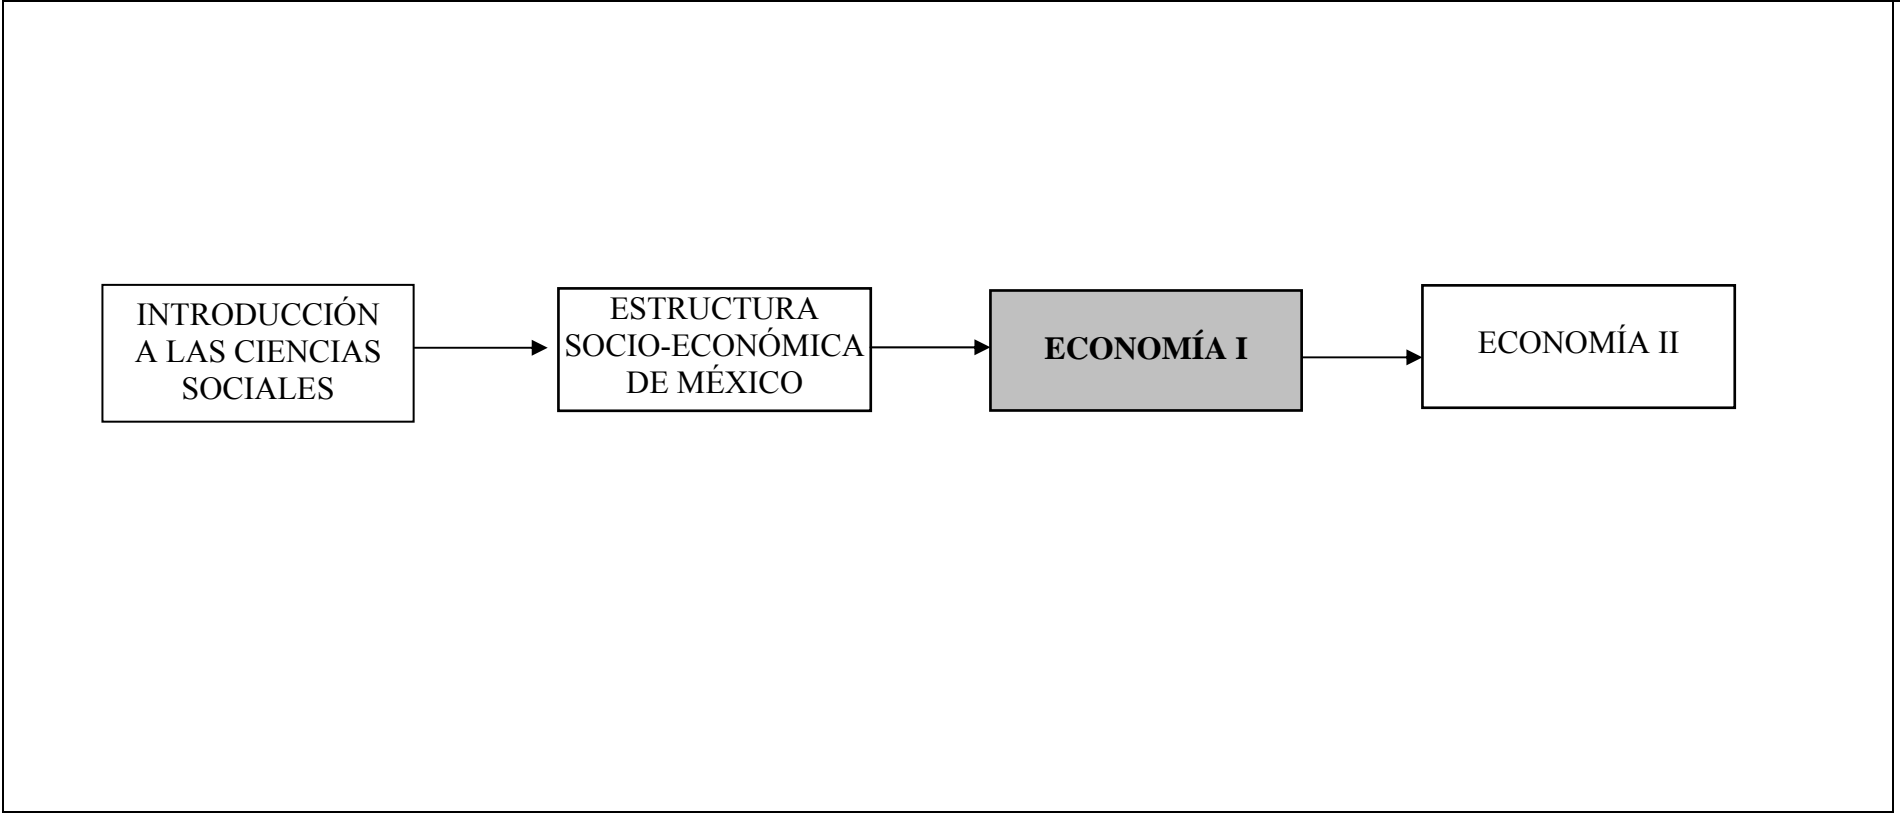 INTRODUCCIÓN
A LAS CIENCIAS
SOCIALES
ESTRUCTURA
SOCIO-ECONÓMICA
DE MÉXICO
ECONOMÍA I
ECONOMÍA II